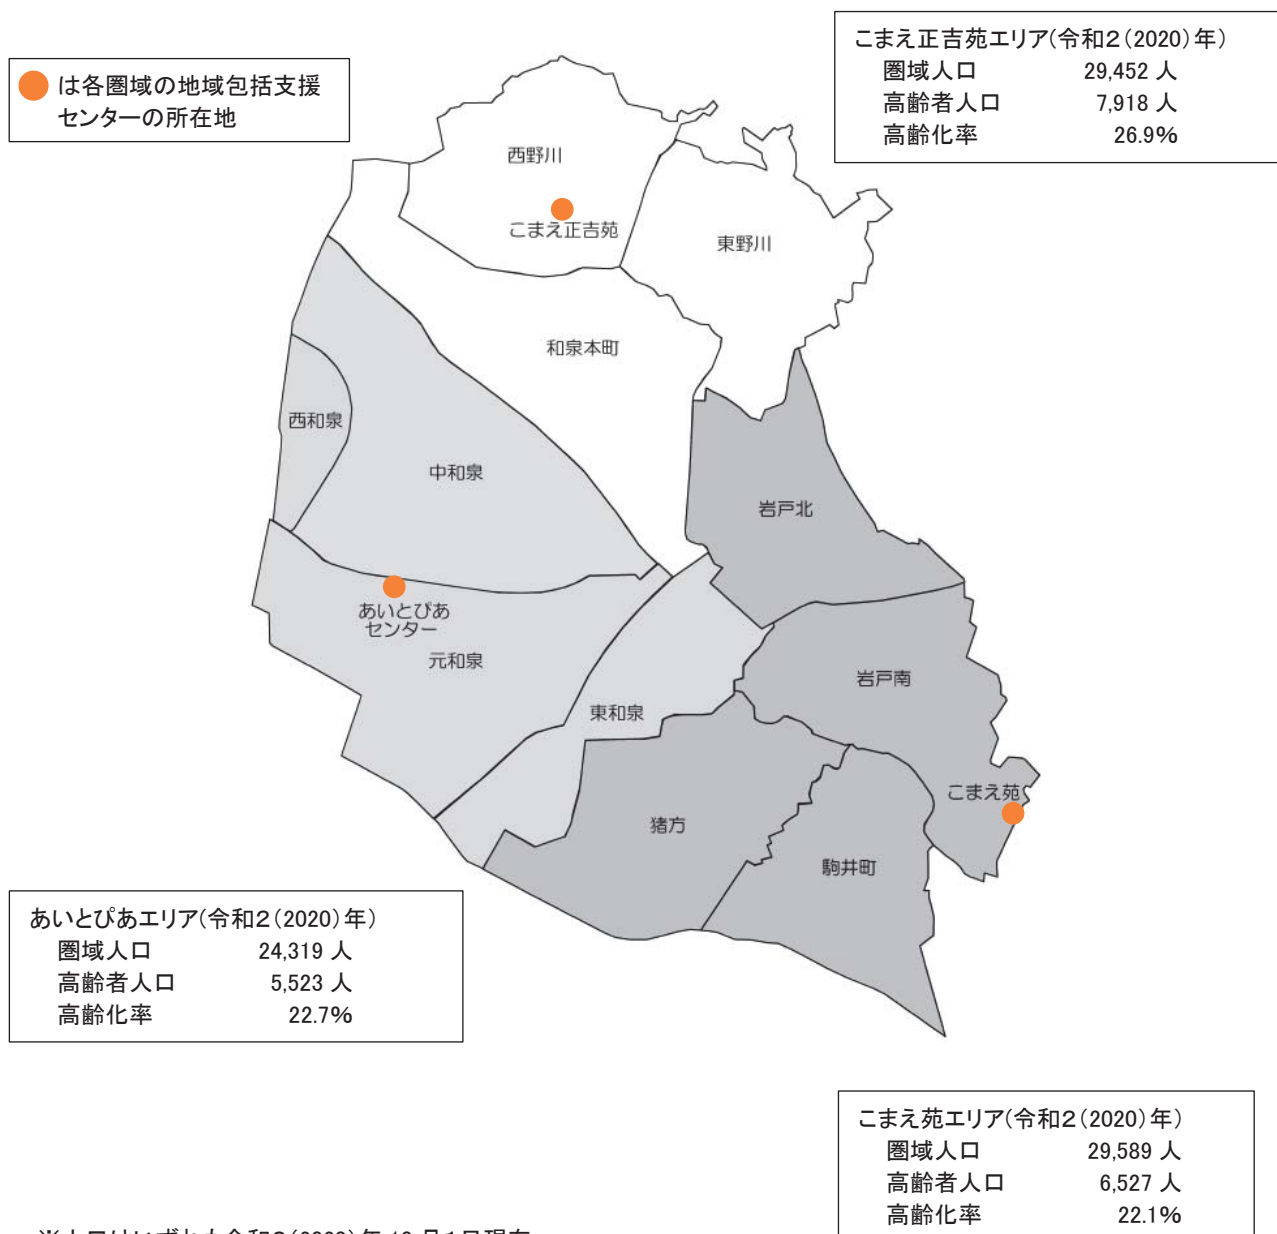 は各圏域の地域包括支援
センターの所在地
こまえ正吉苑エリア(令和2(2020)年)
圏域人口 29,452 人
高齢者人口 7,918 人
高齢化率 26.9%
西野川
こまえ正吉苑
東野川
和泉本町
西和泉
中和泉
岩戸北
あいとぴあ
センター
元和泉
岩戸南
東和泉
こまえ苑
猪方
駒井町
あいとぴあエリア(令和2(2020)年)
圏域人口 24,319 人
高齢者人口 5,523 人
高齢化率 22.7%
こまえ苑エリア(令和2(2020)年)
圏域人口 29,589 人
高齢者人口 6,527 人
高齢化率 22.1%